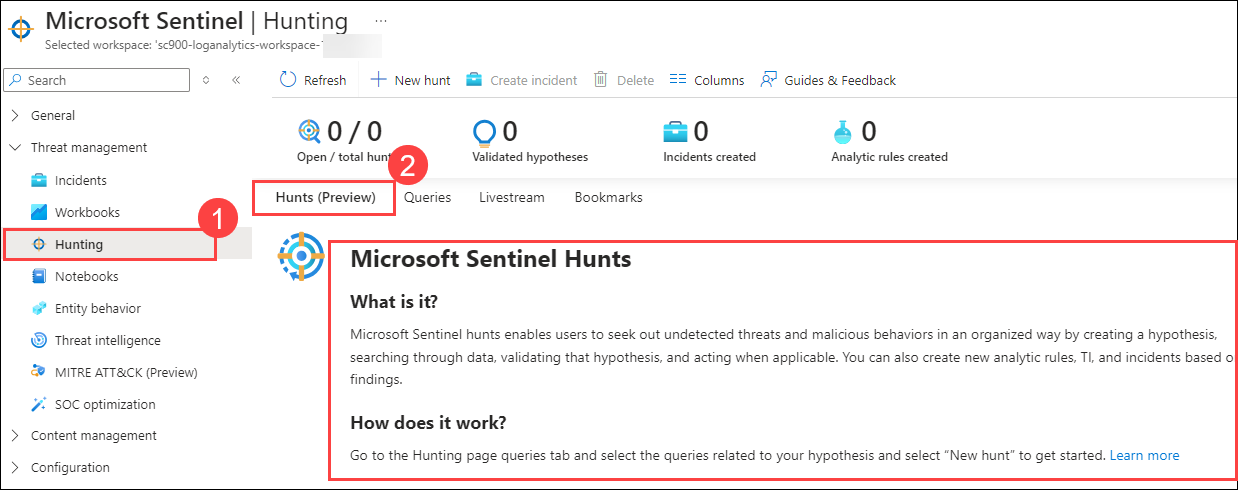 Microsoft Sentinel | Hunting ...
Selected workspace: 'sc900-loganalytics-workspace-
Search
Refresh
New hunt
Create incident
Delete
Columns
Guides & Feedback
General
Threat management
Incidents
Workbooks
1
Hunting
Notebooks
Entity behavior
Threat intelligence
MITRE ATT&CK (Preview)
SOC optimization
Content management
Configuration
0 / 0
Open / total hunt
0
Validated hypotheses
0
Incidents created
0
Analytic rules created
2
Hunts (Preview)
Queries
Livestream
Bookmarks
Microsoft Sentinel Hunts
What is it?
Microsoft Sentinel hunts enables users to seek out undetected threats and malicious behaviors in an organized way by creating a hypothesis,
searching through data, validating that hypothesis, and acting when applicable. You can also create new analytic rules, TI, and incidents based o
findings.
How does it work?
Go to the Hunting page queries tab and select the queries related to your hypothesis and select “New hunt” to get started. Learn more